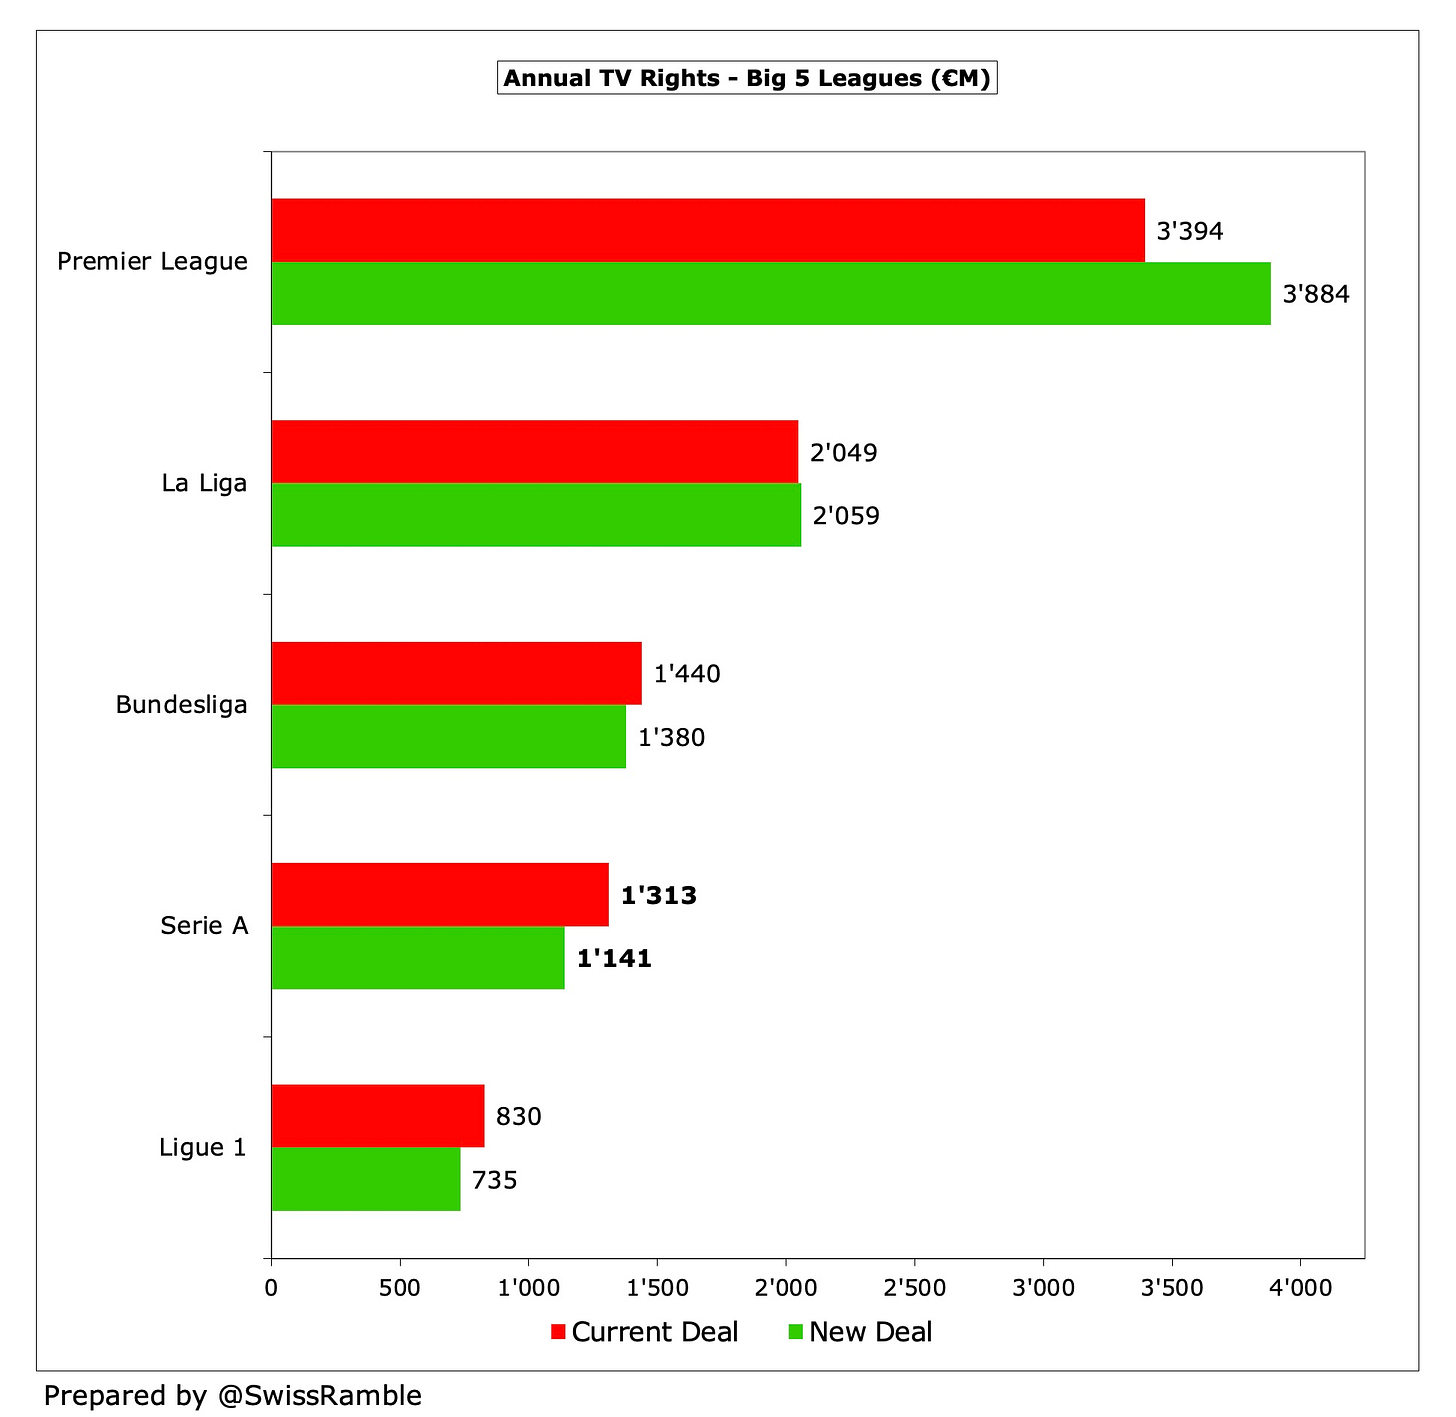 Annual TV Rights - Big 5 Leagues (€M)
Premier League
3'394
3'884
La Liga
2'049
2'059
Bundesliga
1'440
1'380
Serie A
1'313
1'141
Ligue 1
830
735
0 500 1'000 1'500 2'000 2'500 3'000 3'500 4'000
Current Deal New Deal
Prepared by @SwissRamble